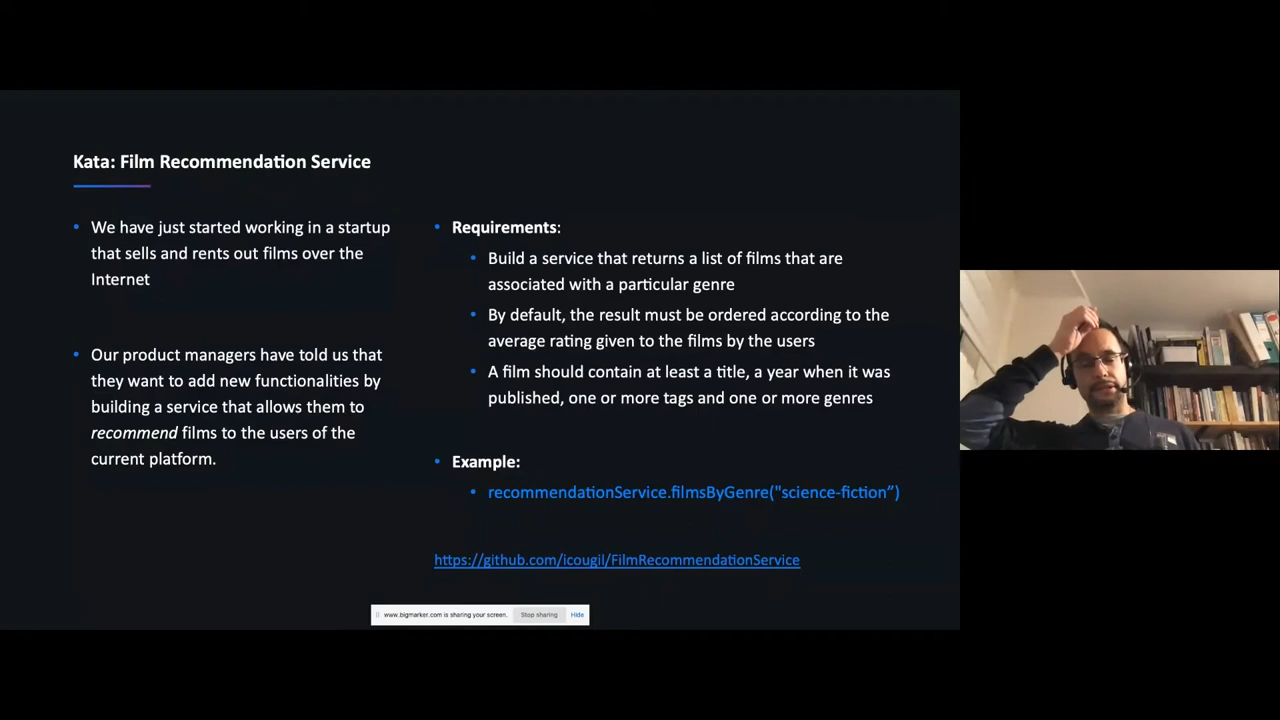 Kata: Film Recommendation Service
We have just started working in a startup
that sells and rents out films over the
Internet
Our product managers have told us that
they want to add new functionalities by
building a service that allows them to
recommend films to the users of the
current platform.
Requirements:
Build a service that returns a list of films that are
associated with a particular genre
By default, the result must be ordered according to the
average rating given to the films by the users
A film should contain at least a title, a year when it was
published, one or more tags and one or more genres
Example:
recommendationService.filmsByGenre("science-fiction”)
https://github.com/icougil/FilmRecommendationService
www.bigmarker.com is sharing your screen. Stop sharing Hide